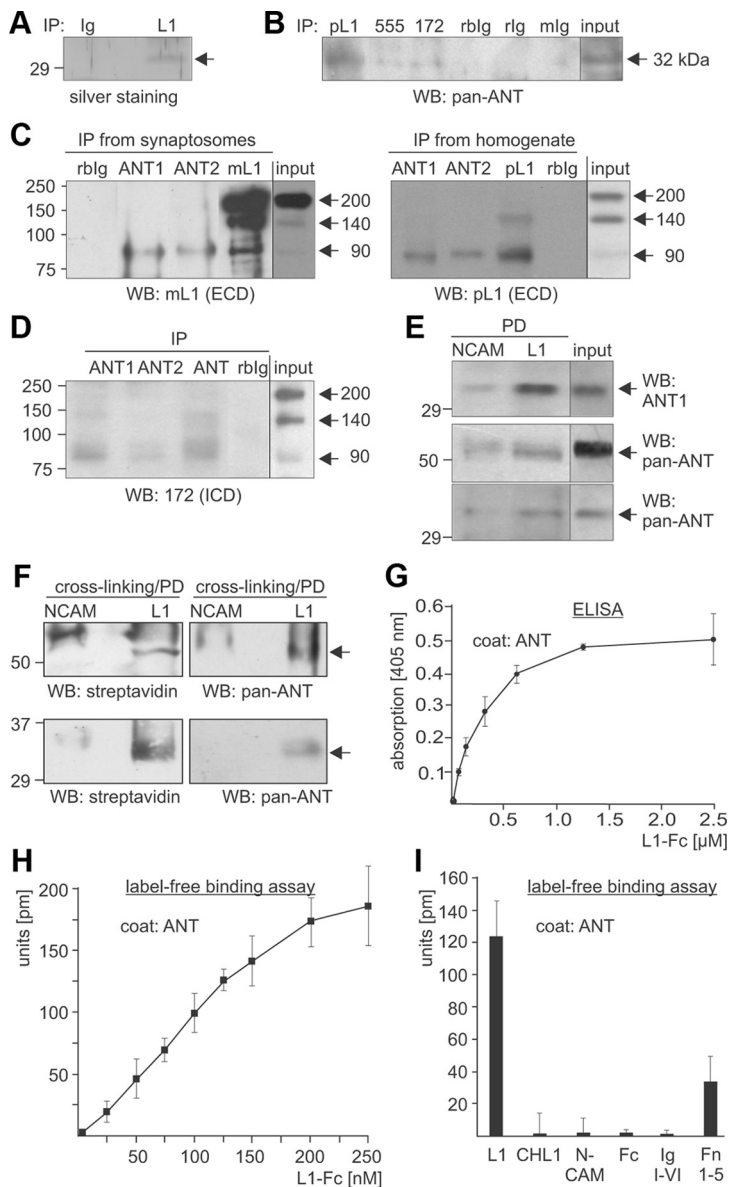 A
IP: Ig L1
29
silver staining
B
IP: pL1 555 172 rbIg rIg mIg input
32 kDa
WB: pan-ANT
C
IP from synaptosomes
rbIg ANT1 ANT2 mL1 input
250
150
100
75
200
140
90
WB: mL1 (ECD)
IP from homogenate
ANT1 ANT2 pL1 rbIg input
200
140
90
WB: pL1 (ECD)
D
IP
ANT1 ANT2 ANT rbIg input
250
150
100
75
200
140
90
WB: 172 (ICD)
E
PD
NCAM L1 input
29
WB:
ANT1
50
WB:
pan-ANT
29
WB:
pan-ANT
F
cross-linking/PD cross-linking/PD
NCAM L1 NCAM L1
50
WB: streptavidin WB: pan-ANT
37
29
WB: streptavidin WB: pan-ANT
G
ELISA
coat: ANT
absorption [405 nm]
0.6
0.5
0.4
0.3
0.2
0.1
0.5 1.0 1.5 2.0 2.5
L1-Fc [µM]
H
label-free binding assay
coat: ANT
units [pm]
200
150
100
50
50 100 150 200 250
L1-Fc [nM]
I
label-free binding assay
coat: ANT
units [pm]
160
140
120
100
80
60
40
20
L1 CHL1 N- Fc Ig Fn
CAM I-VI 1-5